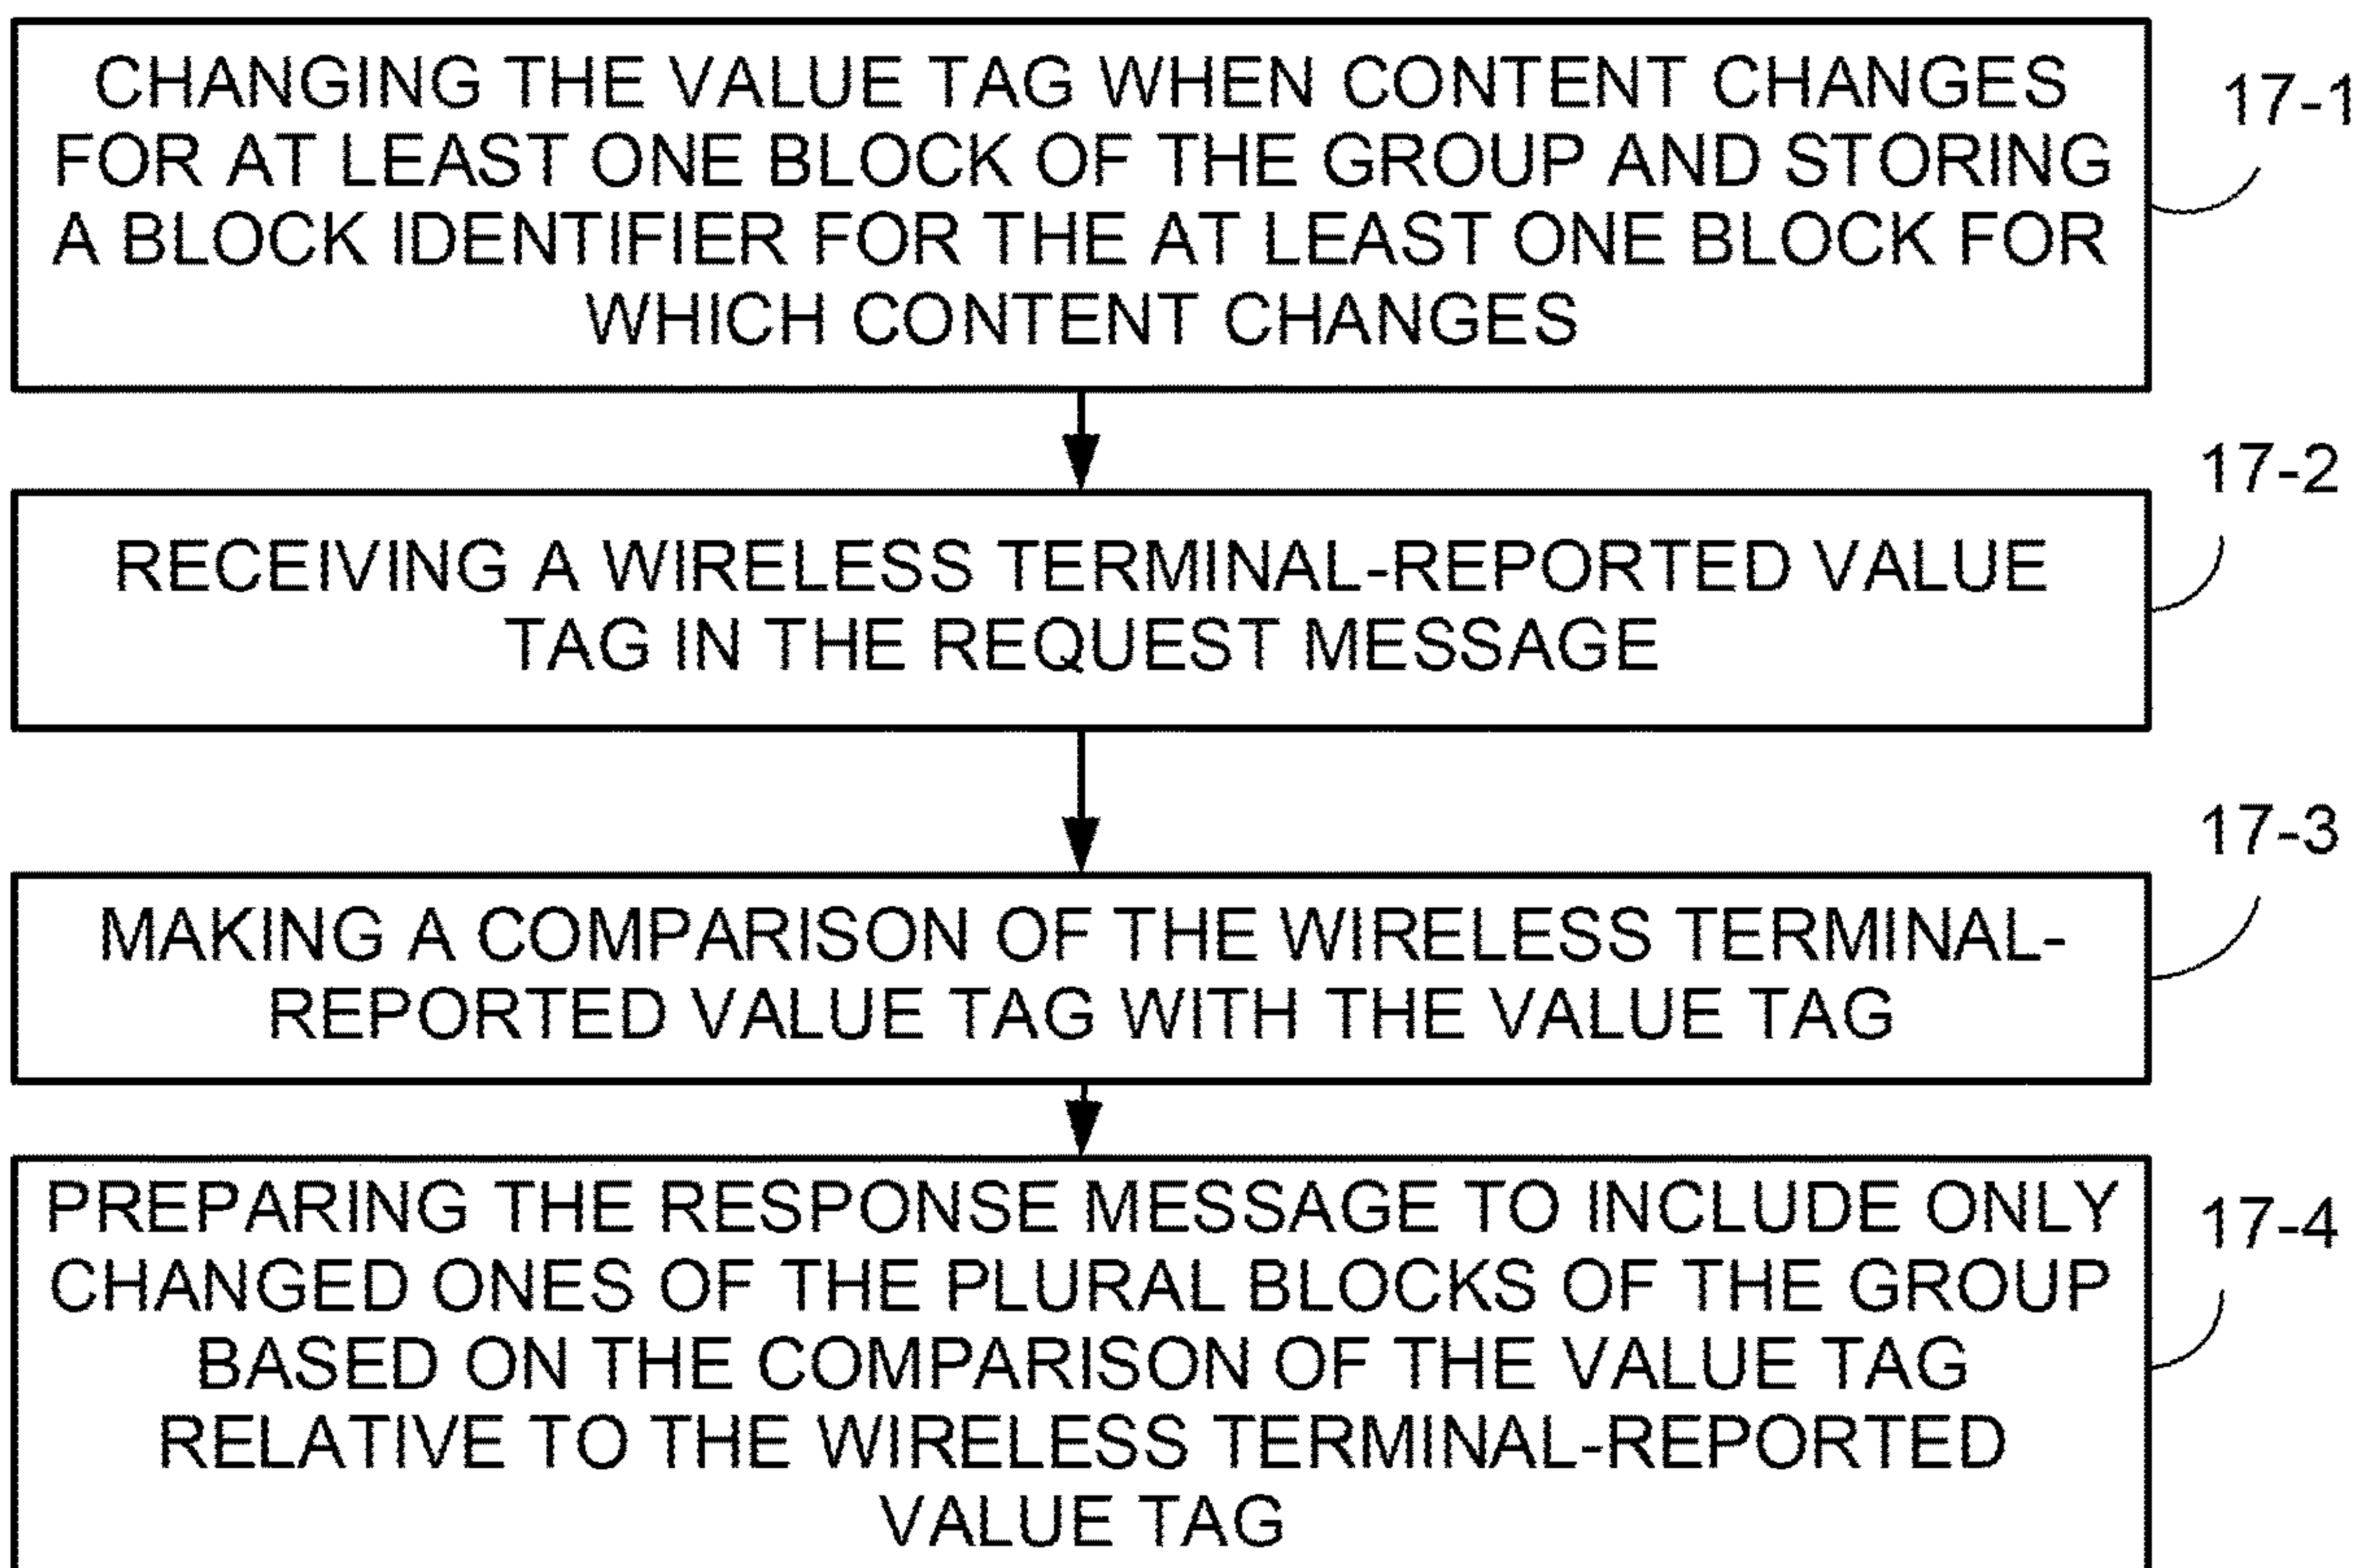 CHANGING THE VALUE TAG WHEN CONTENT CHANGES
FOR AT LEAST ONE BLOCK OF THE GROUP AND STORING
A BLOCK IDENTIFIER FOR THE AT LEAST ONE BLOCK FOR
WHICH CONTENT CHANGES
17-1
RECEIVING A WIRELESS TERMINAL-REPORTED VALUE
TAG IN THE REQUEST MESSAGE
17-2
MAKING A COMPARISON OF THE WIRELESS TERMINAL-
REPORTED VALUE TAG WITH THE VALUE TAG
17-3
PREPARING THE RESPONSE MESSAGE TO INCLUDE ONLY
CHANGED ONES OF THE PLURAL BLOCKS OF THE GROUP
BASED ON THE COMPARISON OF THE VALUE TAG
RELATIVE TO THE WIRELESS TERMINAL-REPORTED
VALUE TAG
17-4